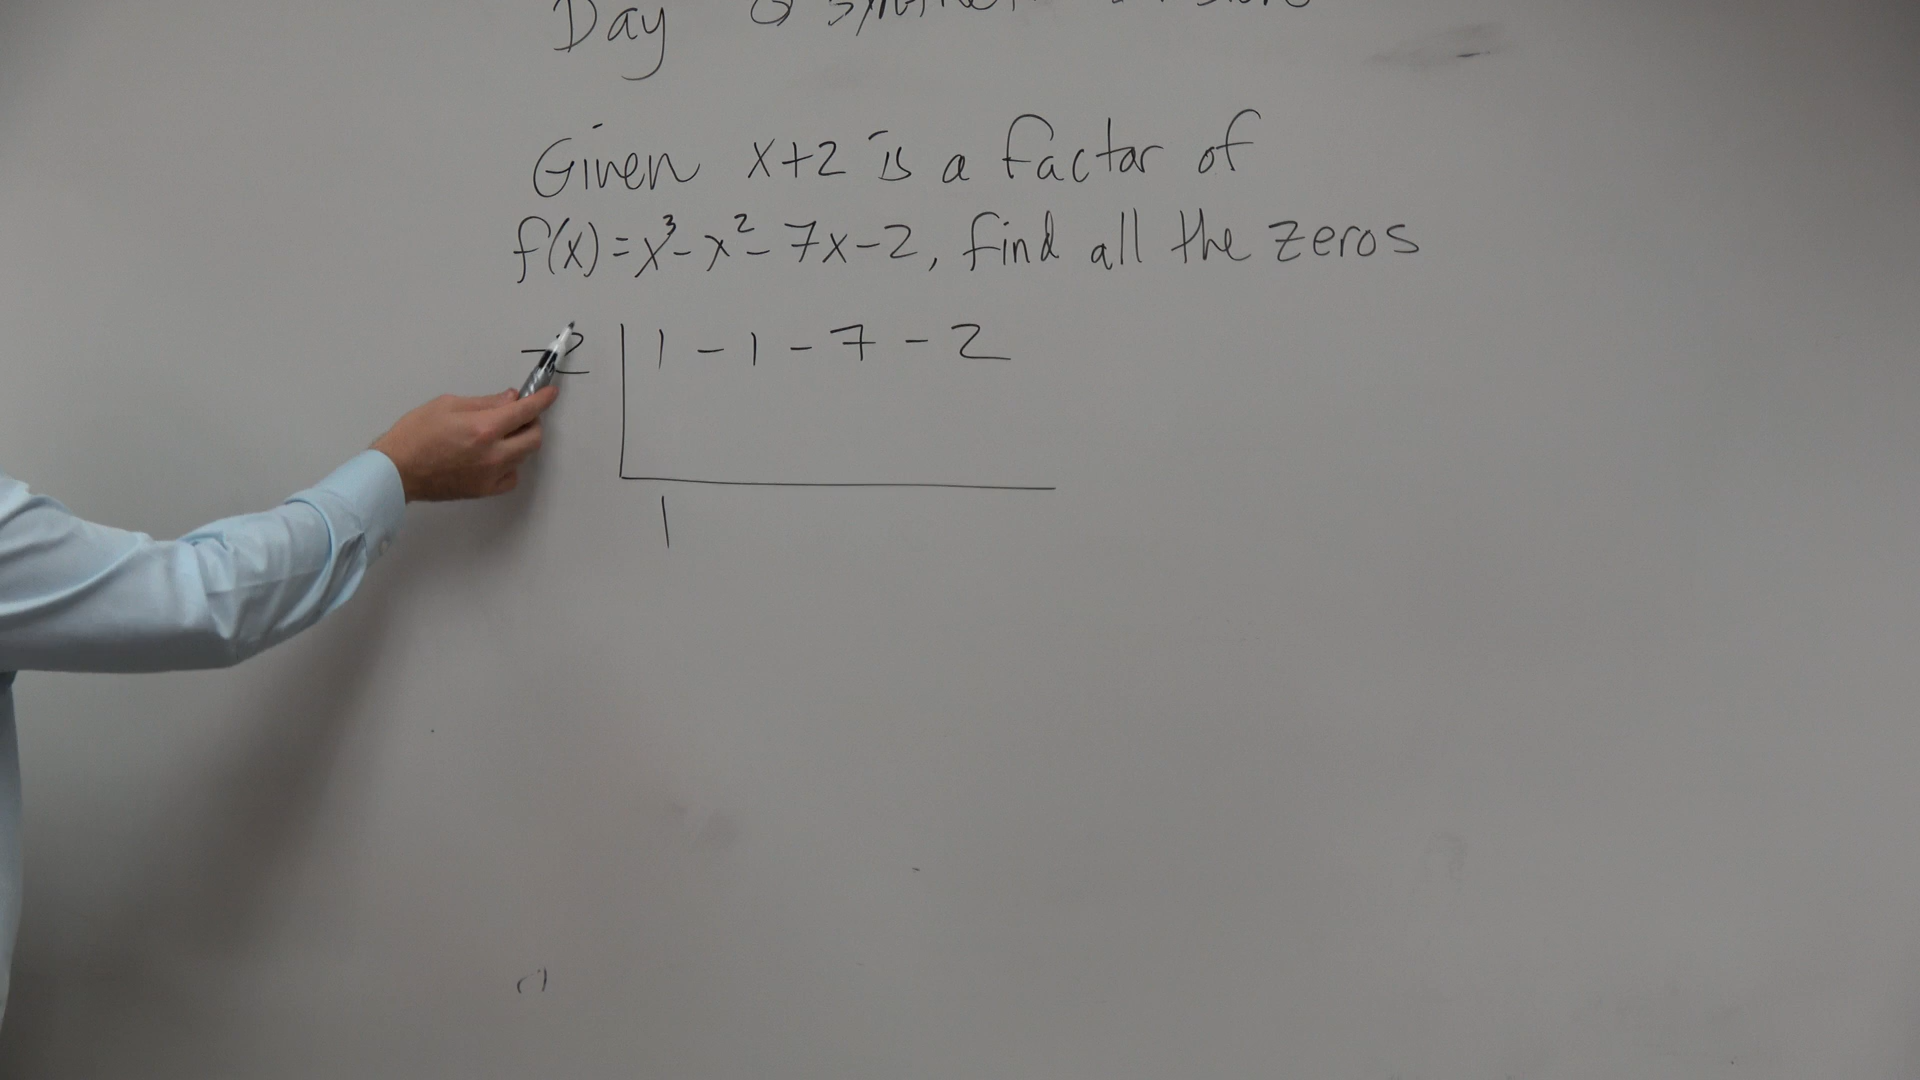 Day
Given x+2 is a factor of
f(x)=x³-x²-7x-2, find all the zeros
-2 | 1 -1 -7 -2
1